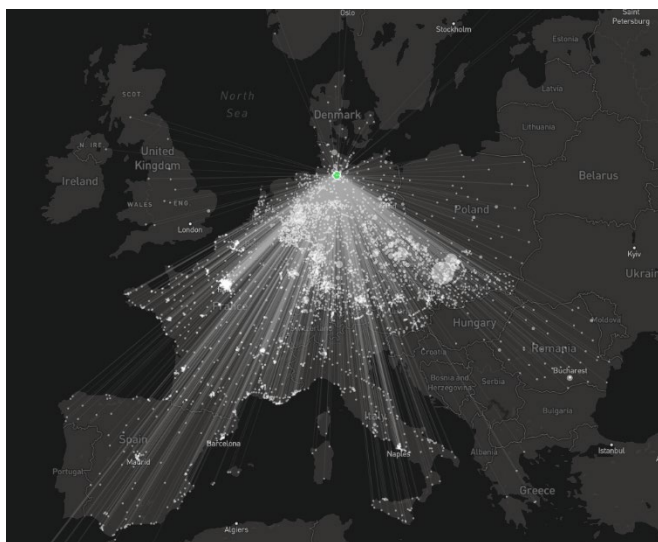 Oslo
Saint
Petersburg
Stockholm
Estonia
SCOT
North
Sea
Denmark
Latvia
Lithuania
N IRE
United
Kingdom
Ireland
Belarus
WALES
ENG
Poland
London
Kyiv
Ukrain
Hungary
Moldova
Romania
Croatia
Bucharest
Bosnia and
Herzegovina
Serbia
Bulgaria
Spain
Barcelona
Madrid
Portugal
Naples
Albania
Istanbul
Greece
Algiers